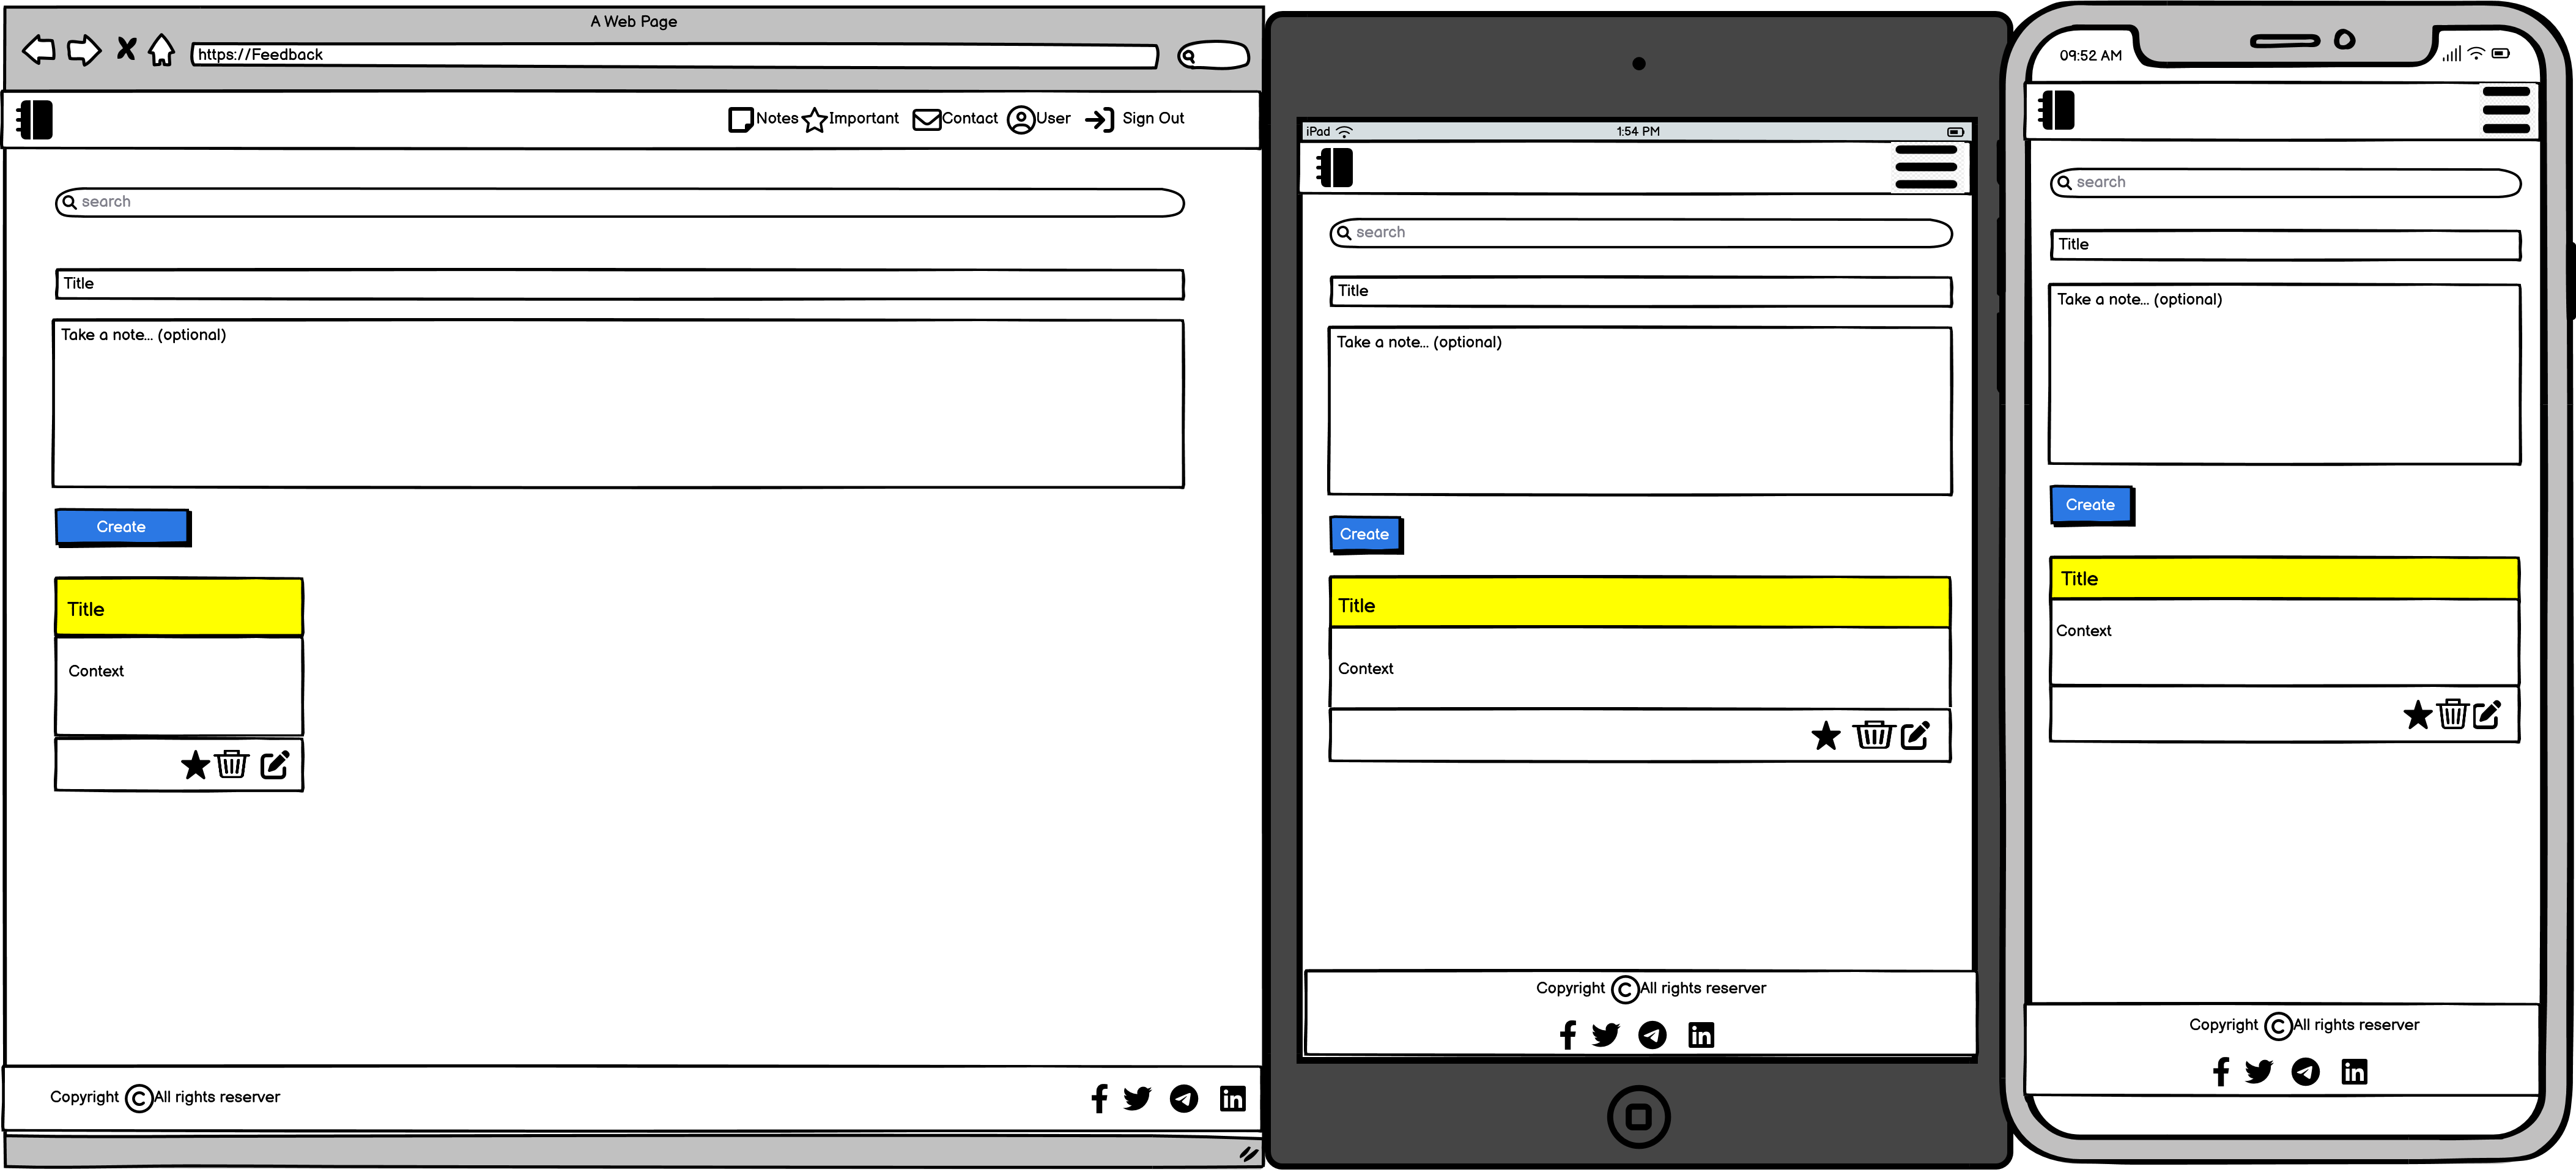 A Web Page
https://Feedback
Notes Important Contact User Sign Out
search
Title
Take a note... (optional)
Create
Title
Context
Copyright © All rights reserver
iPad 1:54 PM
search
Title
Take a note... (optional)
Create
Title
Context
Copyright © All rights reserver
09:52 AM
search
Title
Take a note... (optional)
Create
Title
Context
Copyright © All rights reserver